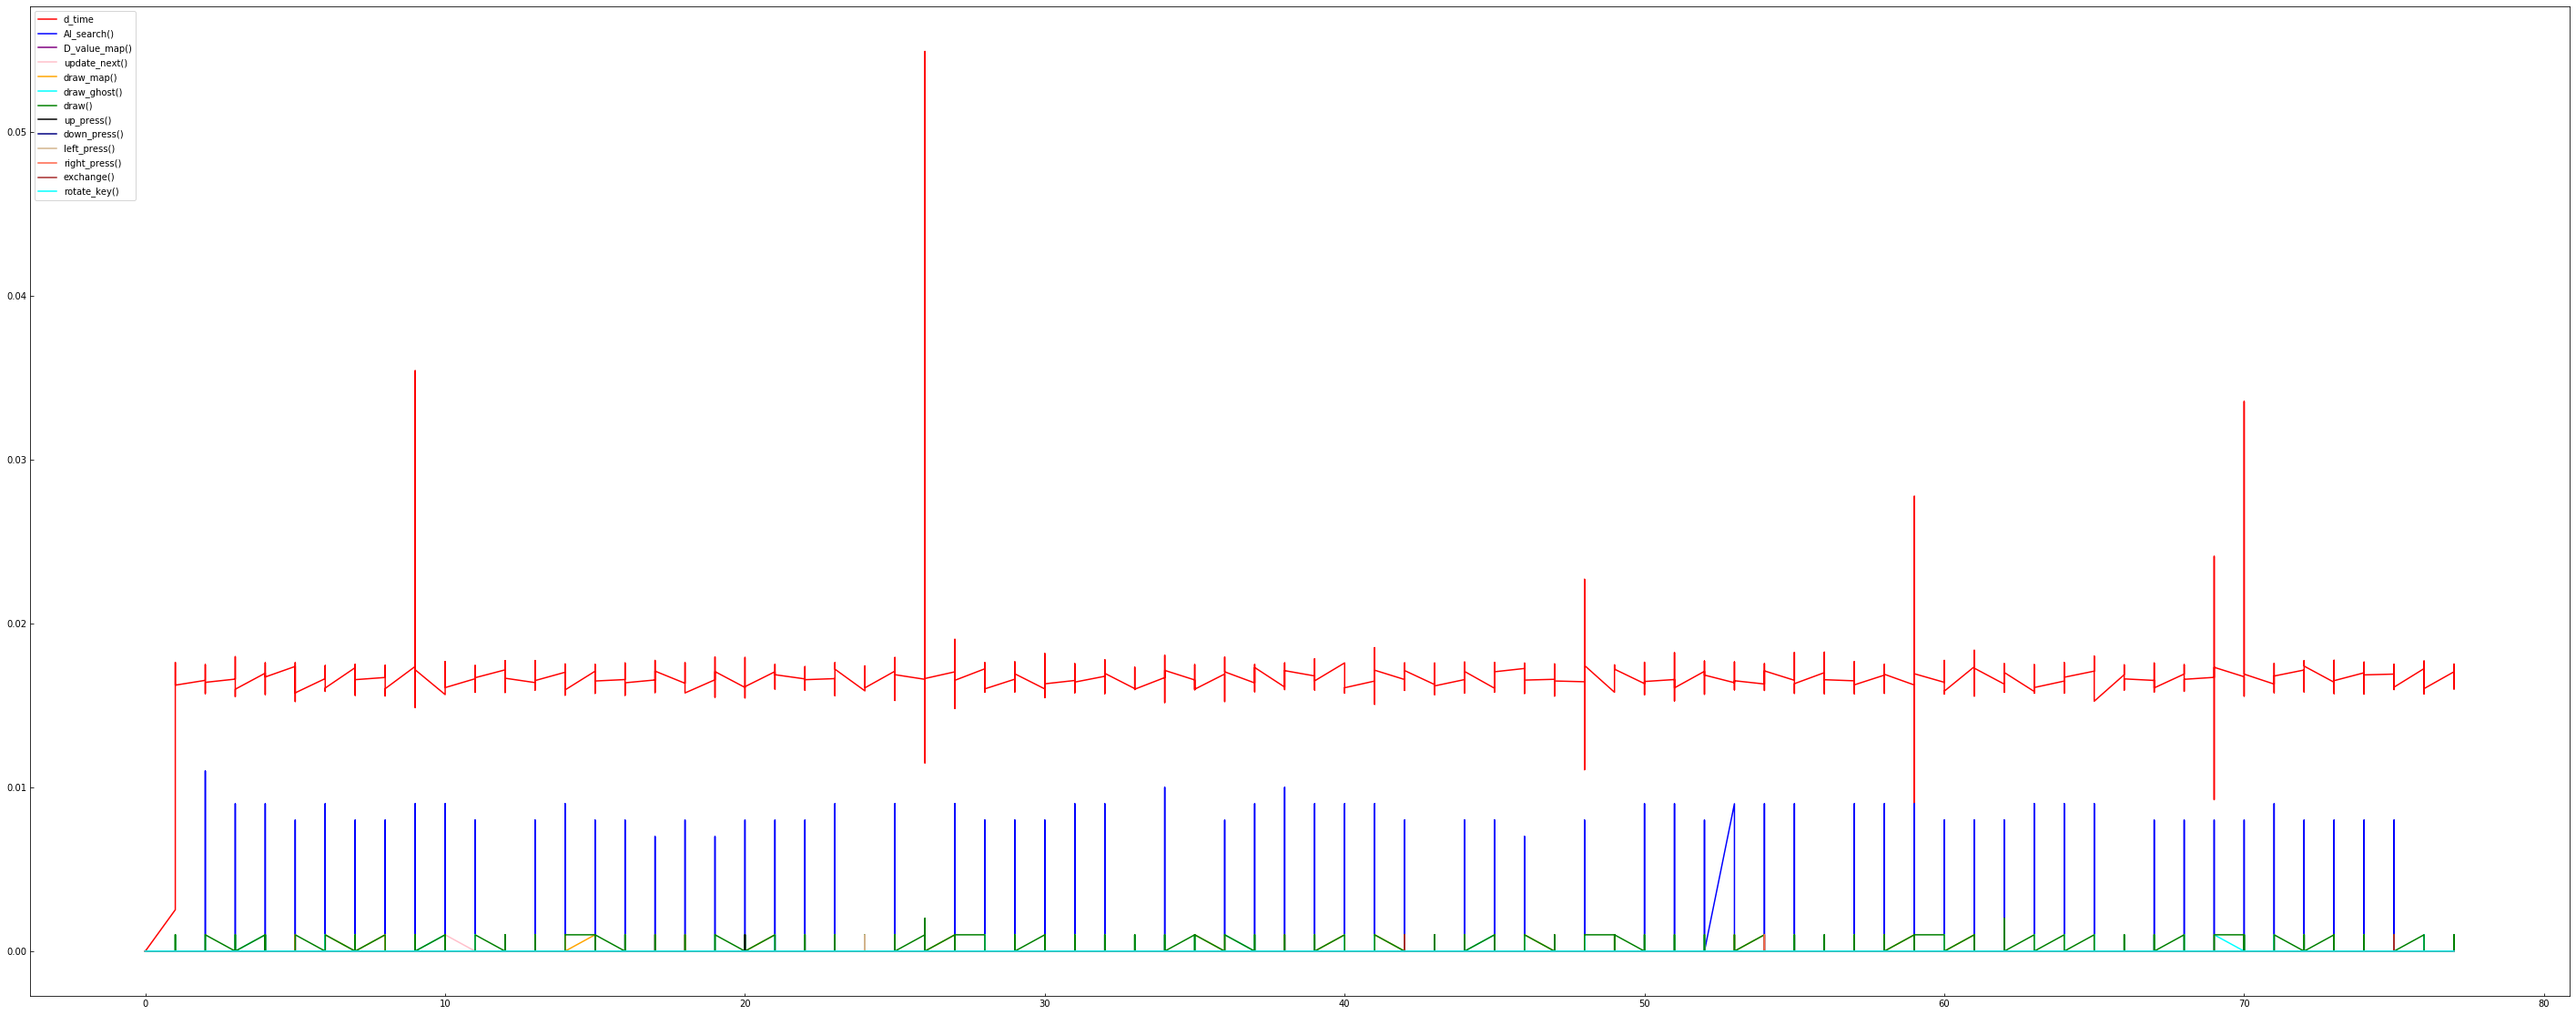 d_time
AI_search()
D_value_map()
update_next()
draw_map()
draw_ghost()
draw()
up_press()
down_press()
left_press()
right_press()
exchange()
rotate_key()
0.05
0.04
0.03
0.02
0.01
0.00
0 10 20 30 40 50 60 70 80